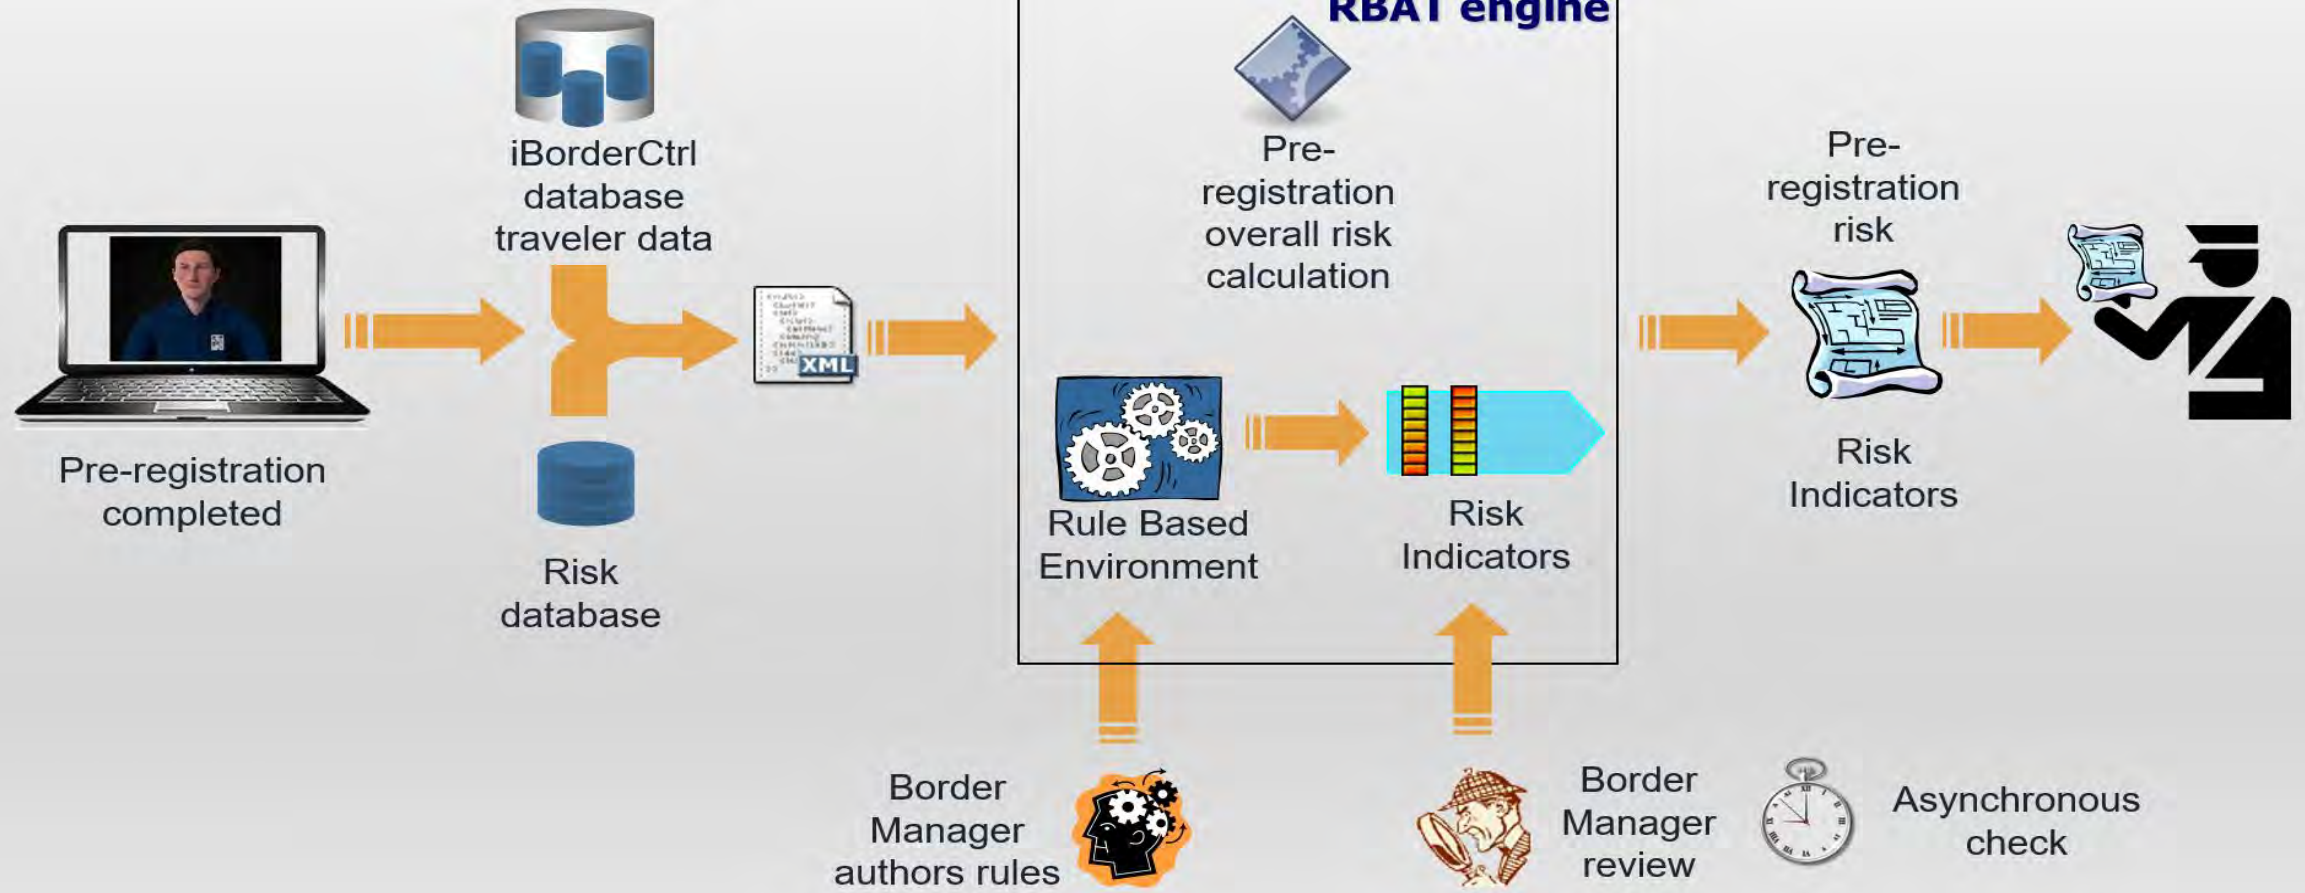 RBAT engine
iBorderCtrl
database
traveler data
Pre-
registration
overall risk
calculation
Pre-
registration
risk
XML
Pre-registration
completed
Risk
database
Rule Based
Environment
Risk
Indicators
Risk
Indicators
Border
Manager
authors rules
Border
Manager
review
Asynchronous
check